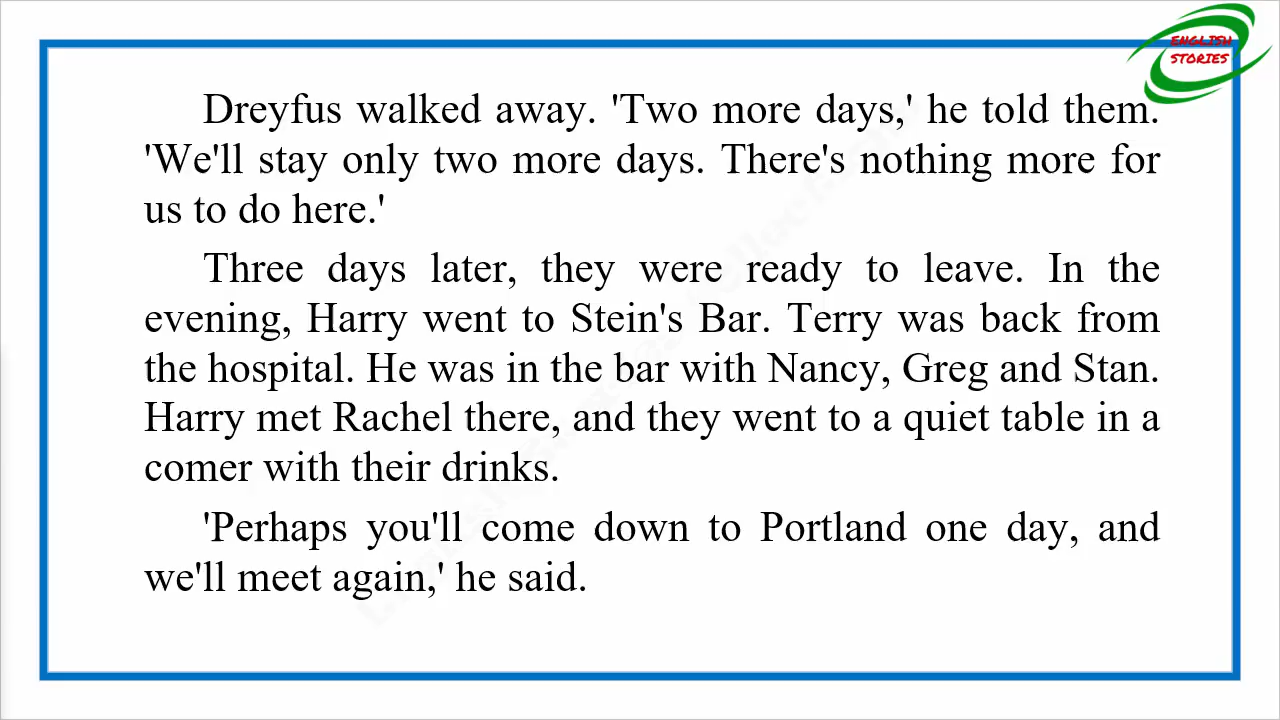 ENGLISH
STORIES
Dreyfus walked away. 'Two more days,' he told them.
'We'll stay only two more days. There's nothing more for
us to do here.'
Three days later, they were ready to leave. In the
evening, Harry went to Stein's Bar. Terry was back from
the hospital. He was in the bar with Nancy, Greg and Stan.
Harry met Rachel there, and they went to a quiet table in a
comer with their drinks.
'Perhaps you'll come down to Portland one day, and
we'll meet again,' he said.